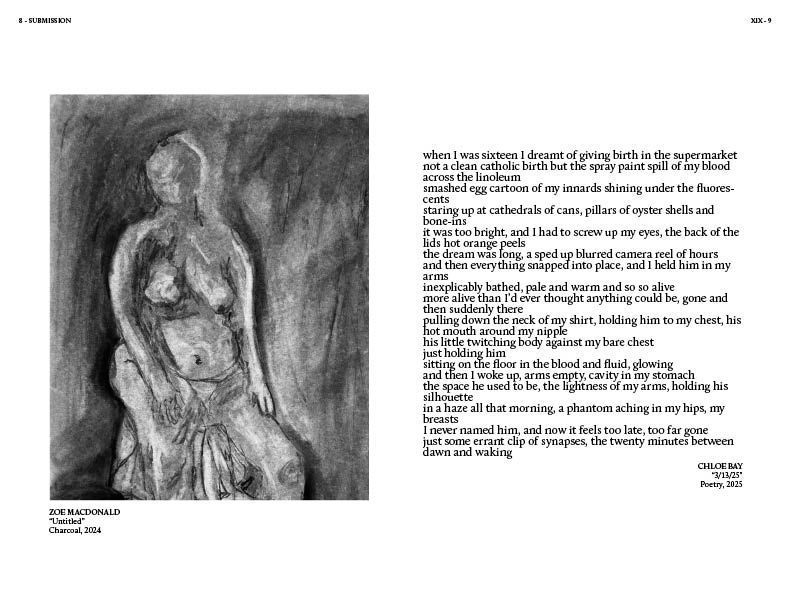 8 - SUBMISSION
XIX - 9
when I was sixteen I dreamt of giving birth in the supermarket
not a clean catholic birth but the spray paint spill of my blood
across the linoleum
smashed egg cartoon of my innards shining under the fluores-
cents
staring up at cathedrals of cans, pillars of oyster shells and
bone-ins
it was too bright, and I had to screw up my eyes, the back of the
lids hot orange peels
the dream was long, a sped up blurred camera reel of hours
and then everything snapped into place, and I held him in my
arms
inexplicably bathed, pale and warm and so so alive
more alive than I'd ever thought anything could be, gone and
then suddenly there
pulling down the neck of my shirt, holding him to my chest, his
hot mouth around my nipple
his little twitching body against my bare chest
just holding him
sitting on the floor in the blood and fluid, glowing
and then I woke up, arms empty, cavity in my stomach
the space he used to be, the lightness of my arms, holding his
silhouette
in a haze all that morning, a phantom aching in my hips, my
breasts
I never named him, and now it feels too late, too far gone
just some errant clip of synapses, the twenty minutes between
dawn and waking
CHLOE BAY
"3/13/25"
Poetry, 2025
ZOE MACDONALD
"Untitled"
Charcoal, 2024